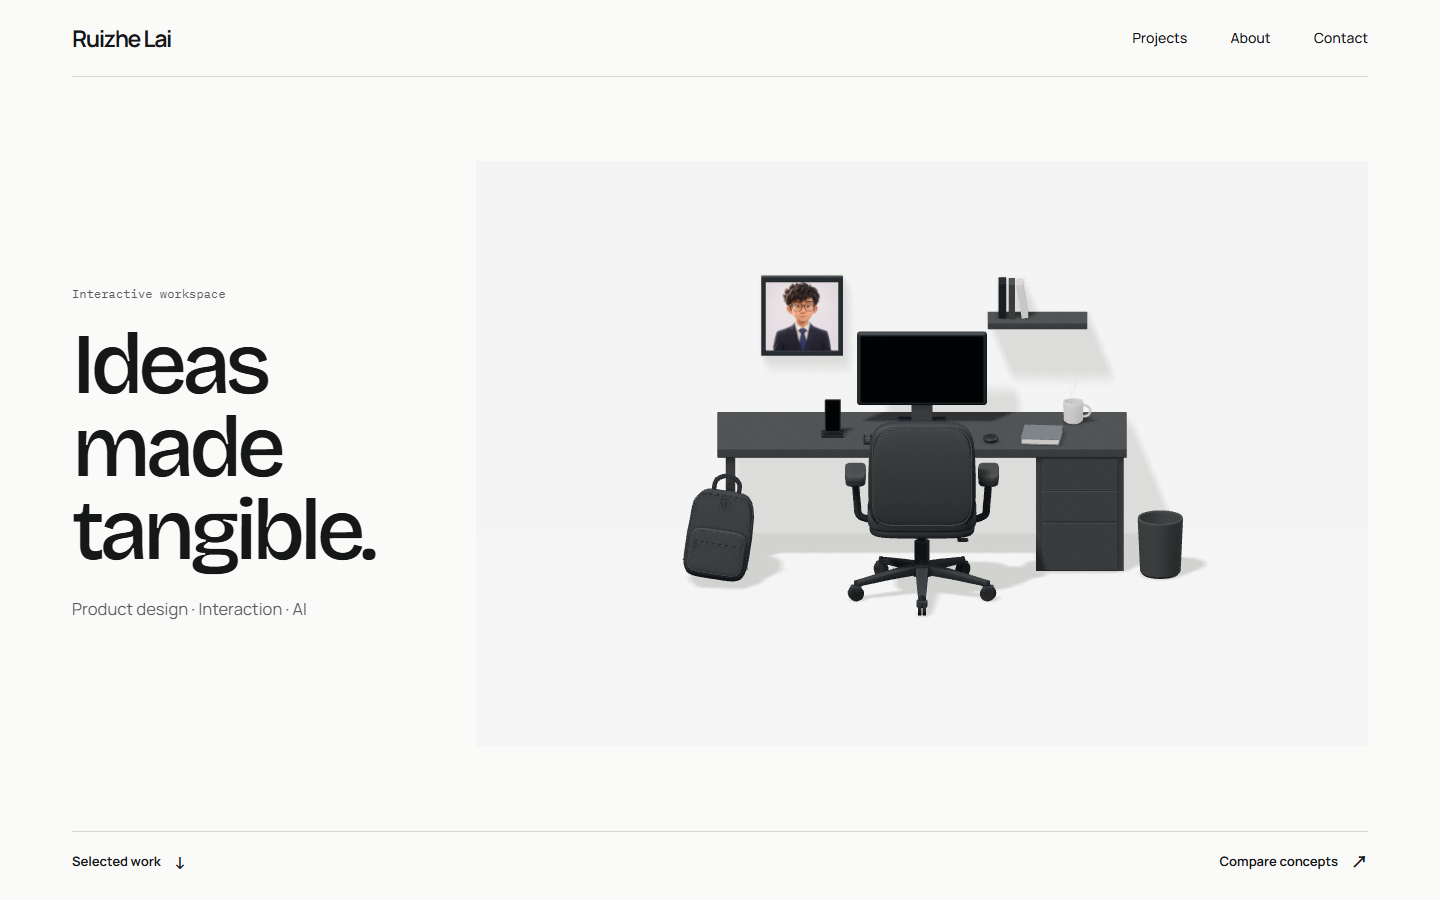 Ruizhe Lai
Projects
About
Contact
Interactive workspace
Ideas
made
tangible.
Product design · Interaction · AI
Selected work ↓
Compare concepts ↗